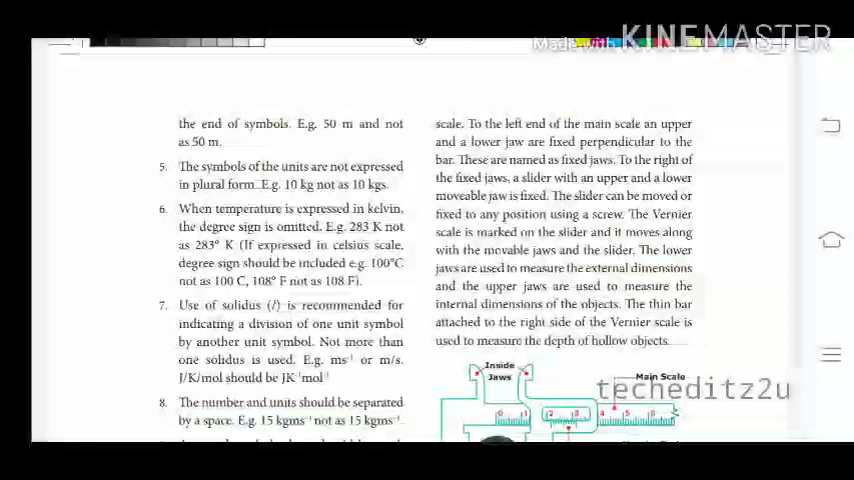 Made with KINEMASTER
the end of symbols. E.g. 50 m and not
as 50 m.
5. The symbols of the units are not expressed
in plural form. E.g. 10 kg not as 10 kgs.
6. When temperature is expressed in kelvin,
the degree sign is omitted. E.g. 283 K not
as 283° K (If expressed in celsius scale,
degree sign should be included e.g. 100°C
not as 100 C, 108° F not as 108 F).
7. Use of solidus (/) is recommended for
indicating a division of one unit symbol
by another unit symbol. Not more than
one solidus is used. E.g. ms⁻¹ or m/s.
J/K/mol should be JK⁻¹mol⁻¹
8. The number and units should be separated
by a space. E.g. 15 kgms⁻¹ not as 15 kgms⁻¹.
scale. To the left end of the main scale an upper
and a lower jaw are fixed perpendicular to the
bar. These are named as fixed jaws. To the right of
the fixed jaws, a slider with an upper and a lower
moveable jaw is fixed. The slider can be moved or
fixed to any position using a screw. The Vernier
scale is marked on the slider and it moves along
with the movable jaws and the slider. The lower
jaws are used to measure the external dimensions
and the upper jaws are used to measure the
internal dimensions of the objects. The thin bar
attached to the right side of the Vernier scale is
used to measure the depth of hollow objects.
Inside
Jaws
Main Scale
techeditz2u
0 1 2 3 4 5 6